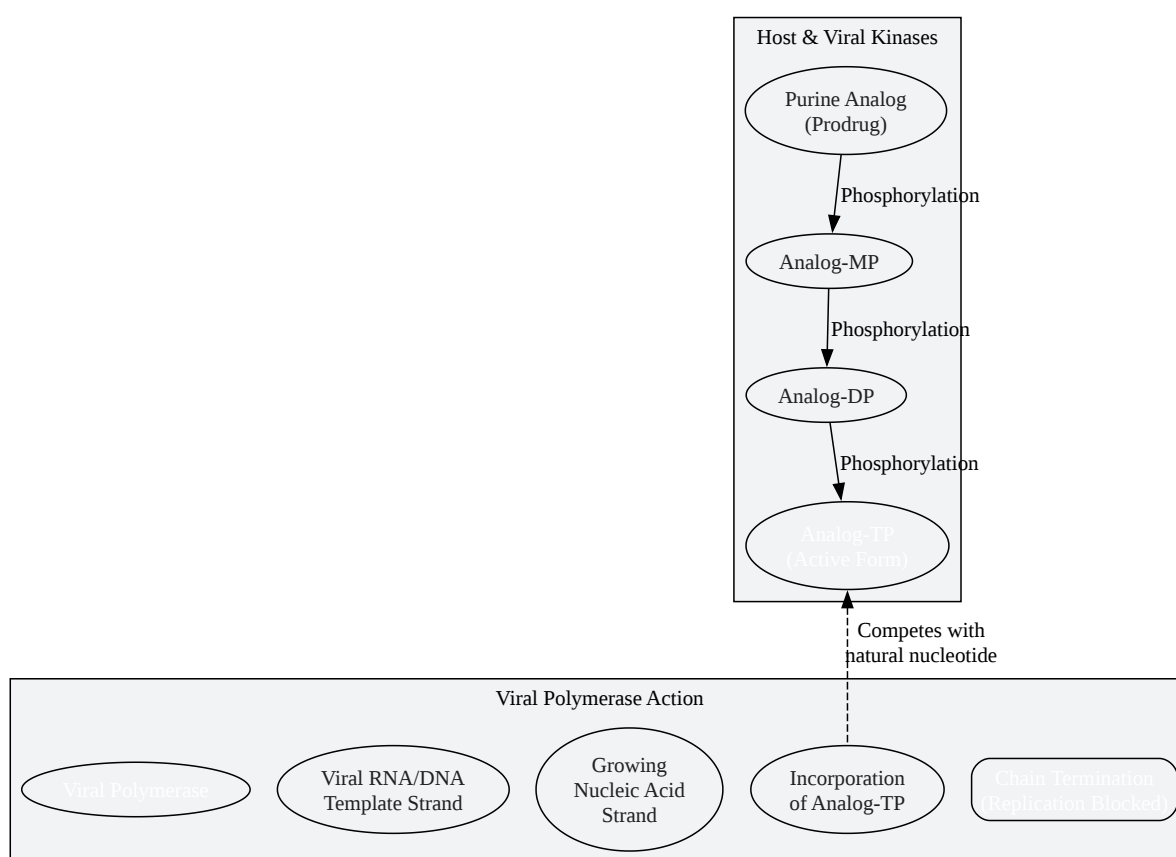 Host & Viral Kinases
Purine Analog
(Prodrug)
Phosphorylation
Analog-MP
Phosphorylation
Analog-DP
Phosphorylation
Analog-TP
(Active Form)
Competes with
natural nucleotide
Viral Polymerase Action
Viral Polymerase
Viral RNA/DNA
Template Strand
Growing
Nucleic Acid
Strand
Incorporation
of Analog-TP
Chain Termination
(Replication Blocked)